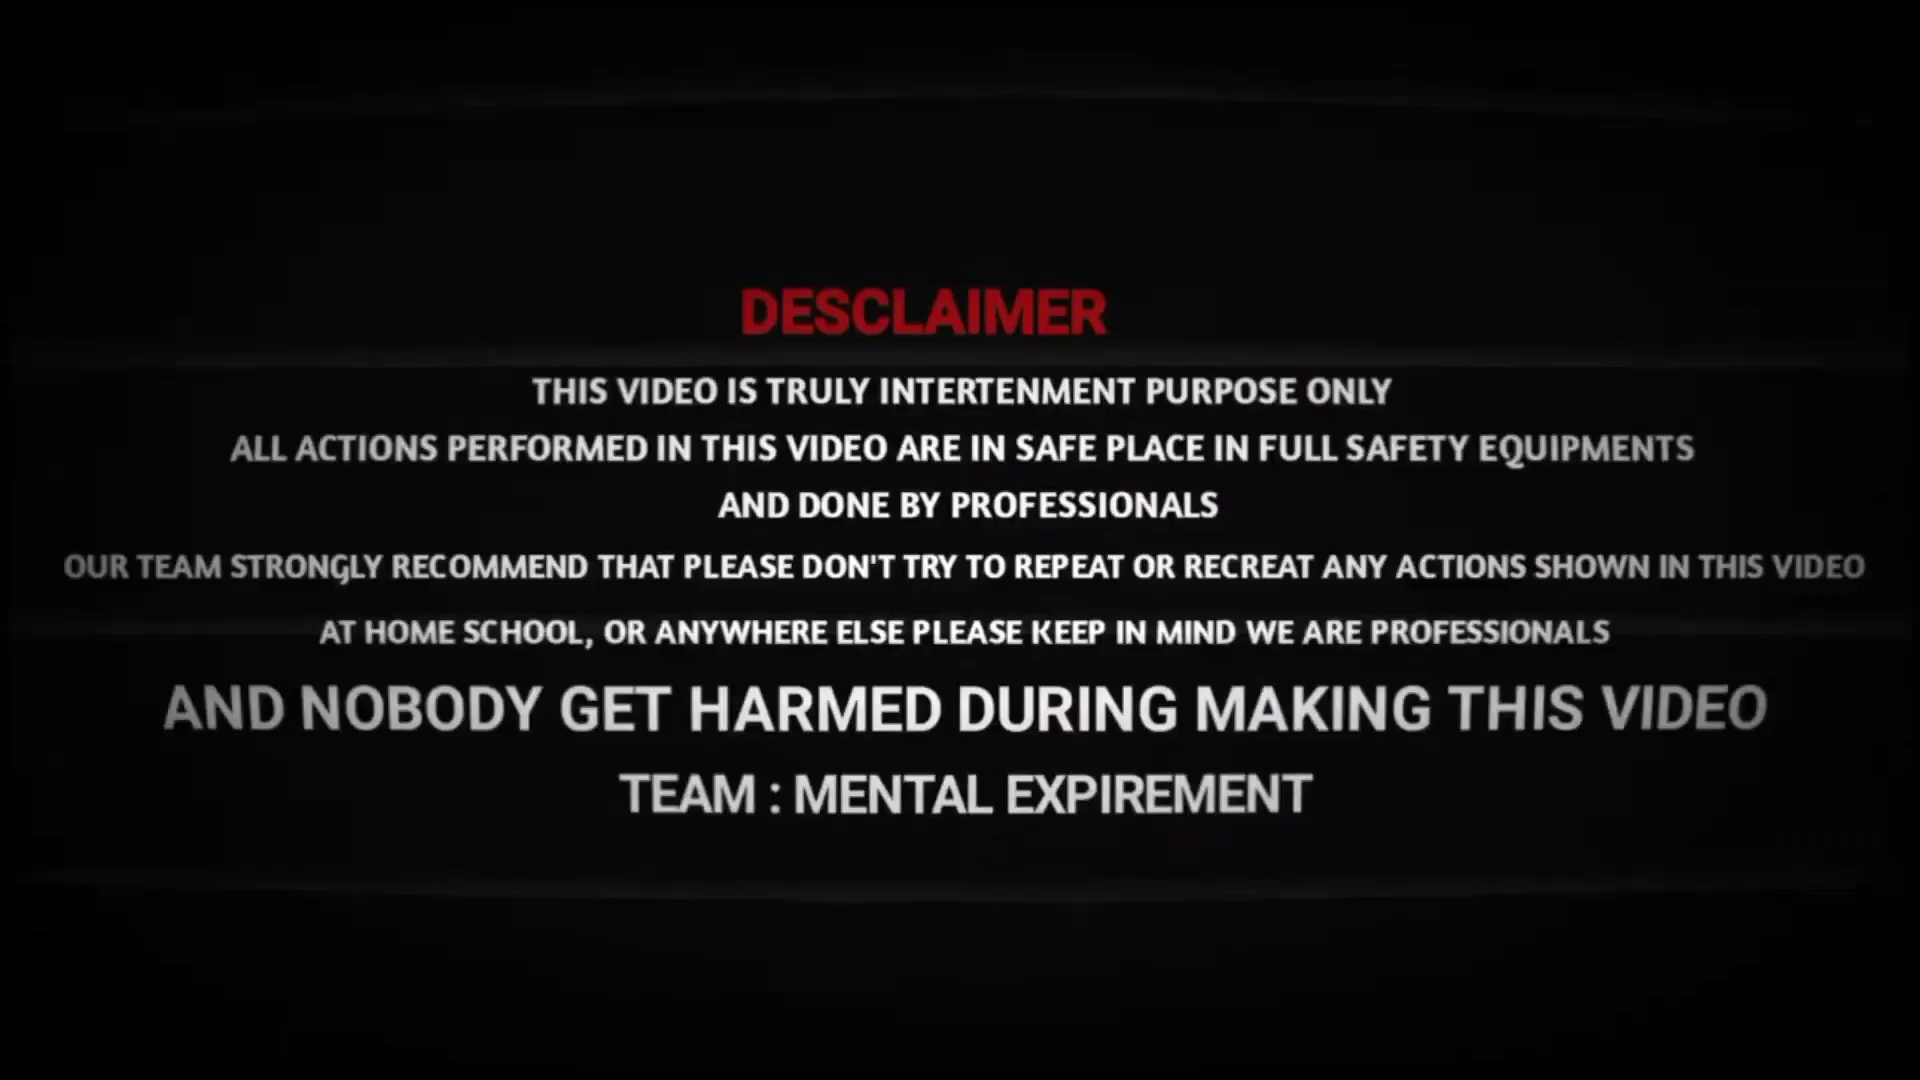 DESCLAIMER
THIS VIDEO IS TRULY INTERTENMENT PURPOSE ONLY
ALL ACTIONS PERFORMED IN THIS VIDEO ARE IN SAFE PLACE IN FULL SAFETY EQUIPMENTS
AND DONE BY PROFESSIONALS
OUR TEAM STRONGLY RECOMMEND THAT PLEASE DON'T TRY TO REPEAT OR RECREAT ANY ACTIONS SHOWN IN THIS VIDEO
AT HOME SCHOOL, OR ANYWHERE ELSE PLEASE KEEP IN MIND WE ARE PROFESSIONALS
AND NOBODY GET HARMED DURING MAKING THIS VIDEO
TEAM : MENTAL EXPIREMENT